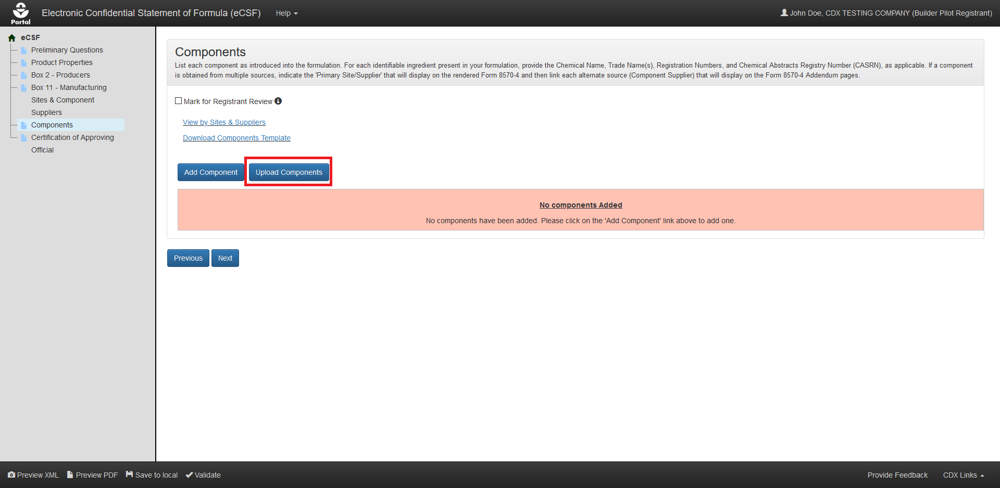 Portal
Electronic Confidential Statement of Formula (eCSF)
Help
John Doe, CDX TESTING COMPANY (Builder Pilot Registrant)
eCSF
Preliminary Questions
Product Properties
Box 2 - Producers
Box 11 - Manufacturing
Sites & Component
Suppliers
Components
Certification of Approving
Official
Components
List each component as introduced into the formulation. For each identifiable ingredient present in your formulation, provide the Chemical Name, Trade Name(s), Registration Numbers, and Chemical Abstracts Registry Number (CASRN), as applicable. If a component
is obtained from multiple sources, indicate the 'Primary Site/Supplier' that will display on the rendered Form 8570-4 and then link each alternate source (Component Supplier) that will display on the Form 8570-4 Addendum pages.
Mark for Registrant Review
View by Sites & Suppliers
Download Components Template
Add Component
Upload Components
No components Added
No components have been added. Please click on the 'Add Component' link above to add one.
Previous
Next
Preview XML
Preview PDF
Save to local
Validate
Provide Feedback
CDX Links